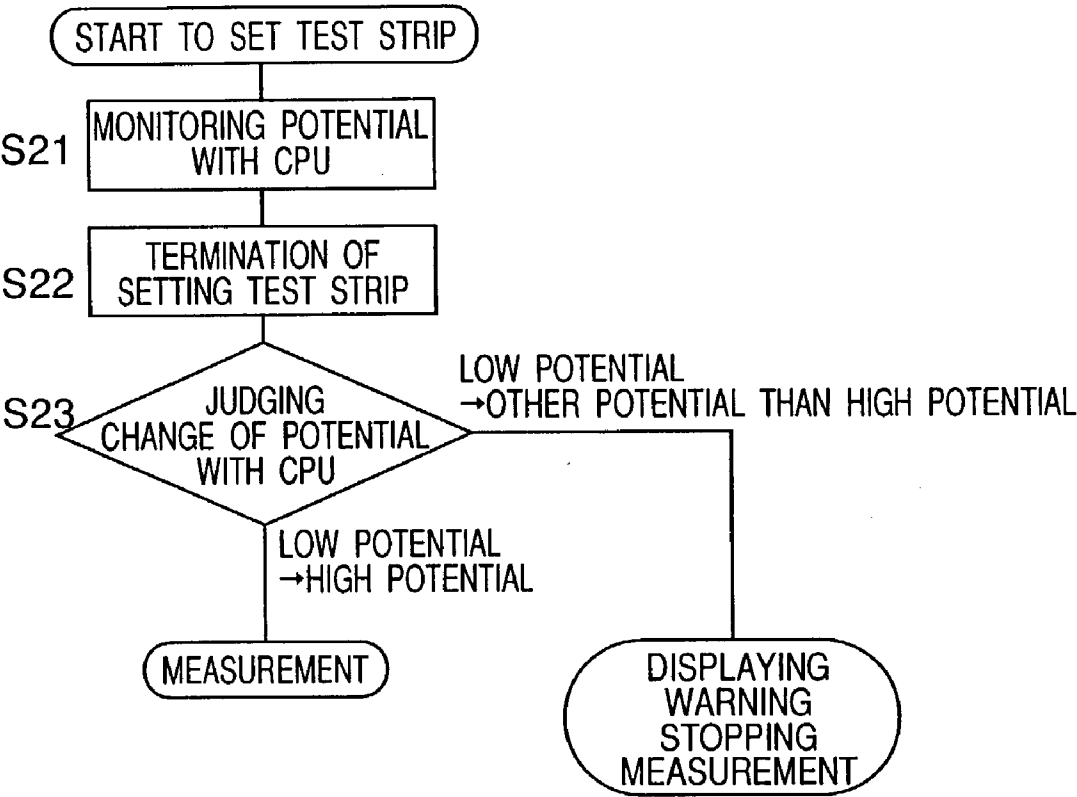 START TO SET TEST STRIP
S21
MONITORING POTENTIAL
WITH CPU
S22
TERMINATION OF
SETTING TEST STRIP
S23
JUDGING
CHANGE OF POTENTIAL
WITH CPU
LOW POTENTIAL
→OTHER POTENTIAL THAN HIGH POTENTIAL
LOW POTENTIAL
→HIGH POTENTIAL
MEASUREMENT
DISPLAYING
WARNING
STOPPING
MEASUREMENT